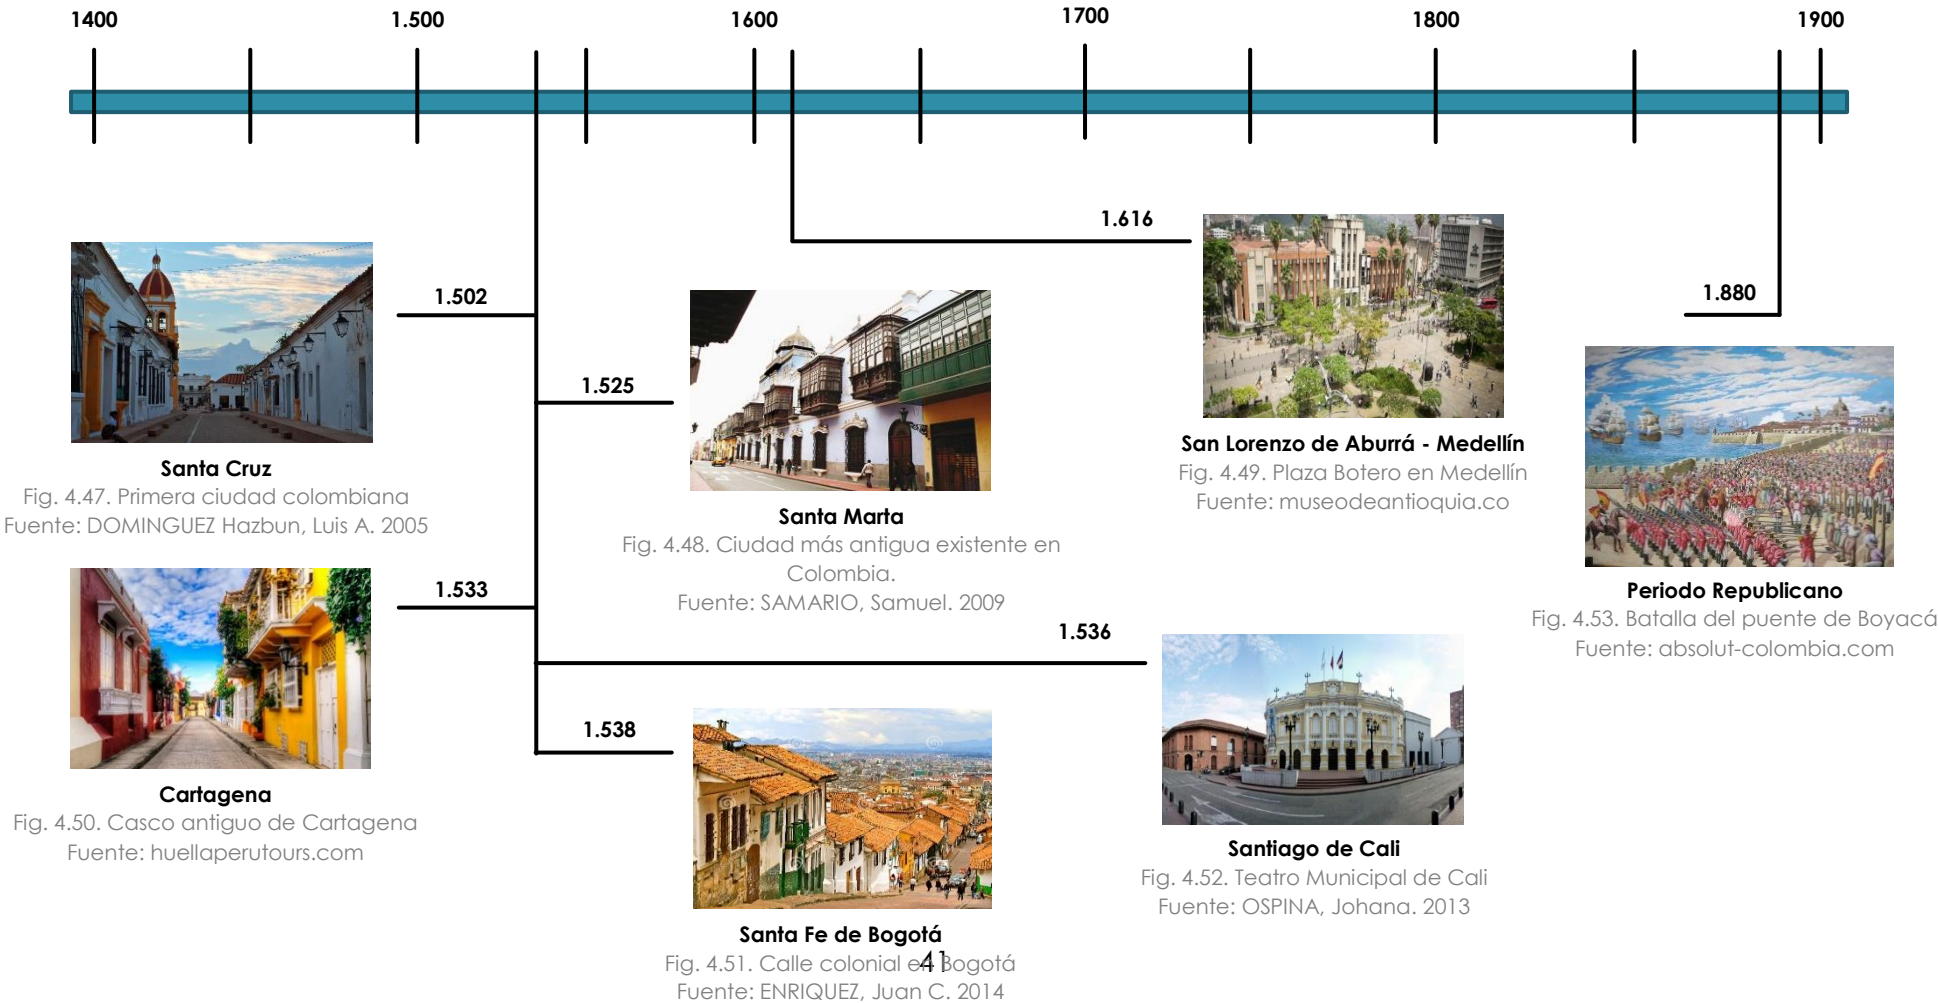 1400
1.500
1600
1700
1800
1900
1.616
1.502
1.880
1.525
Santa Cruz
Fig. 4.47. Primera ciudad colombiana
Fuente: DOMINGUEZ Hazbun, Luis A. 2005
Santa Marta
Fig. 4.48. Ciudad más antigua existente en
Colombia.
Fuente: SAMARIO, Samuel. 2009
San Lorenzo de Aburrá - Medellín
Fig. 4.49. Plaza Botero en Medellín
Fuente: museodeantioquia.co
Periodo Republicano
Fig. 4.53. Batalla del puente de Boyacá
Fuente: absolut-colombia.com
1.533
1.536
1.538
Cartagena
Fig. 4.50. Casco antiguo de Cartagena
Fuente: huellaperutours.com
Santa Fe de Bogotá
Fig. 4.51. Calle colonial en Bogotá
41
Fuente: ENRIQUEZ, Juan C. 2014
Santiago de Cali
Fig. 4.52. Teatro Municipal de Cali
Fuente: OSPINA, Johana. 2013